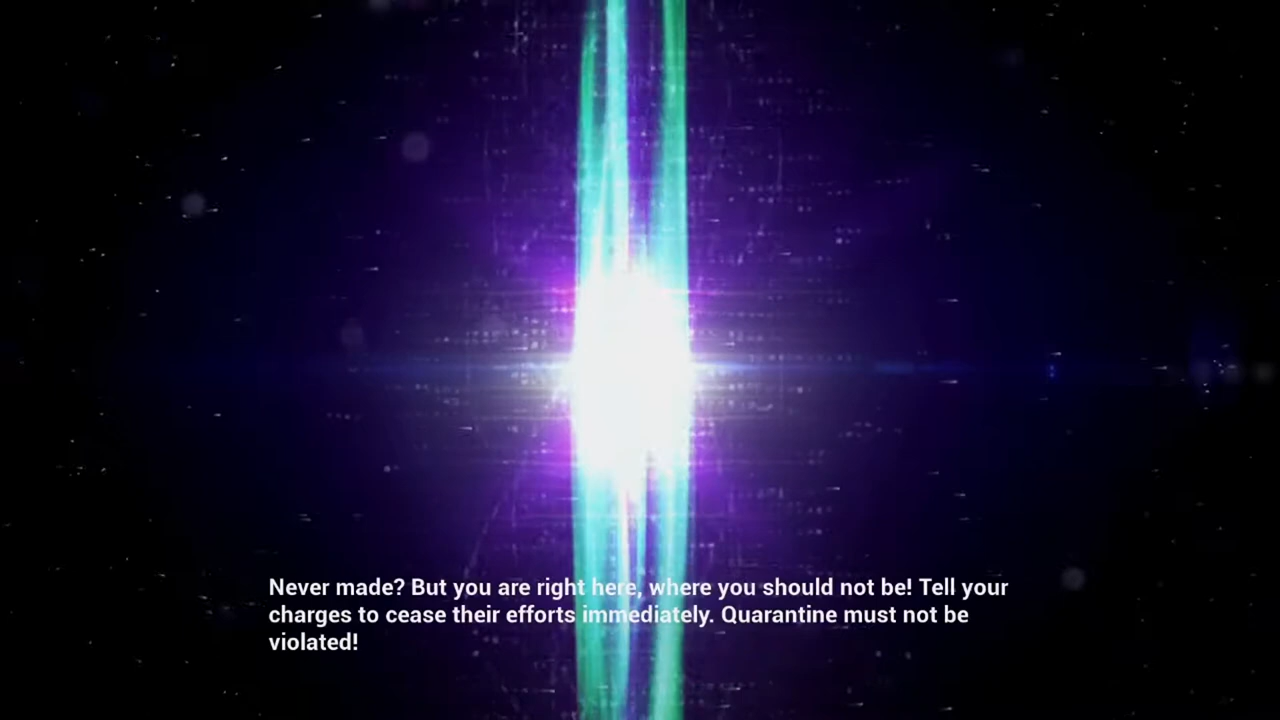 Never made? But you are right here, where you should not be! Tell your
charges to cease their efforts immediately. Quarantine must not be
violated!